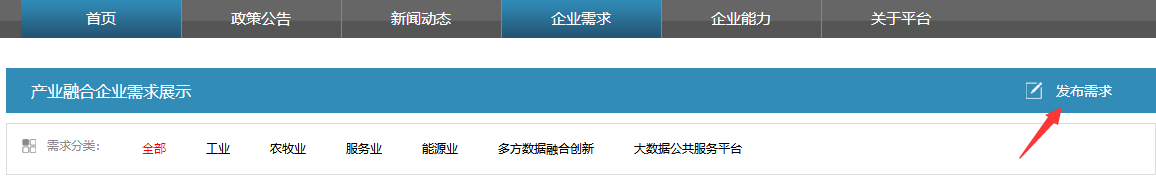 首页 政策公告 新闻动态 企业需求 企业能力 关于平台
产业融合企业需求展示 发布需求
需求分类: 全部 工业 农牧业 服务业 能源业 多方数据融合创新 大数据公共服务平台